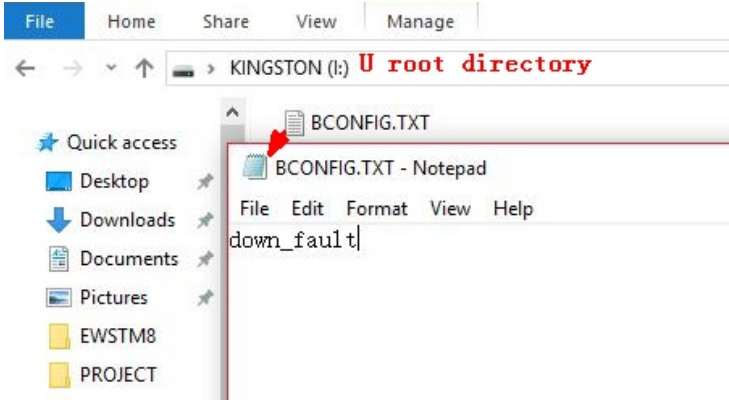 File Home Share View Manage
KINGSTON (I:) U root directory
BCONFIG.TXT
Quick access
BCONFIG.TXT - Notepad
Desktop
File Edit Format View Help
Downloads
down_fault
Documents
Pictures
EWSTM8
PROJECT